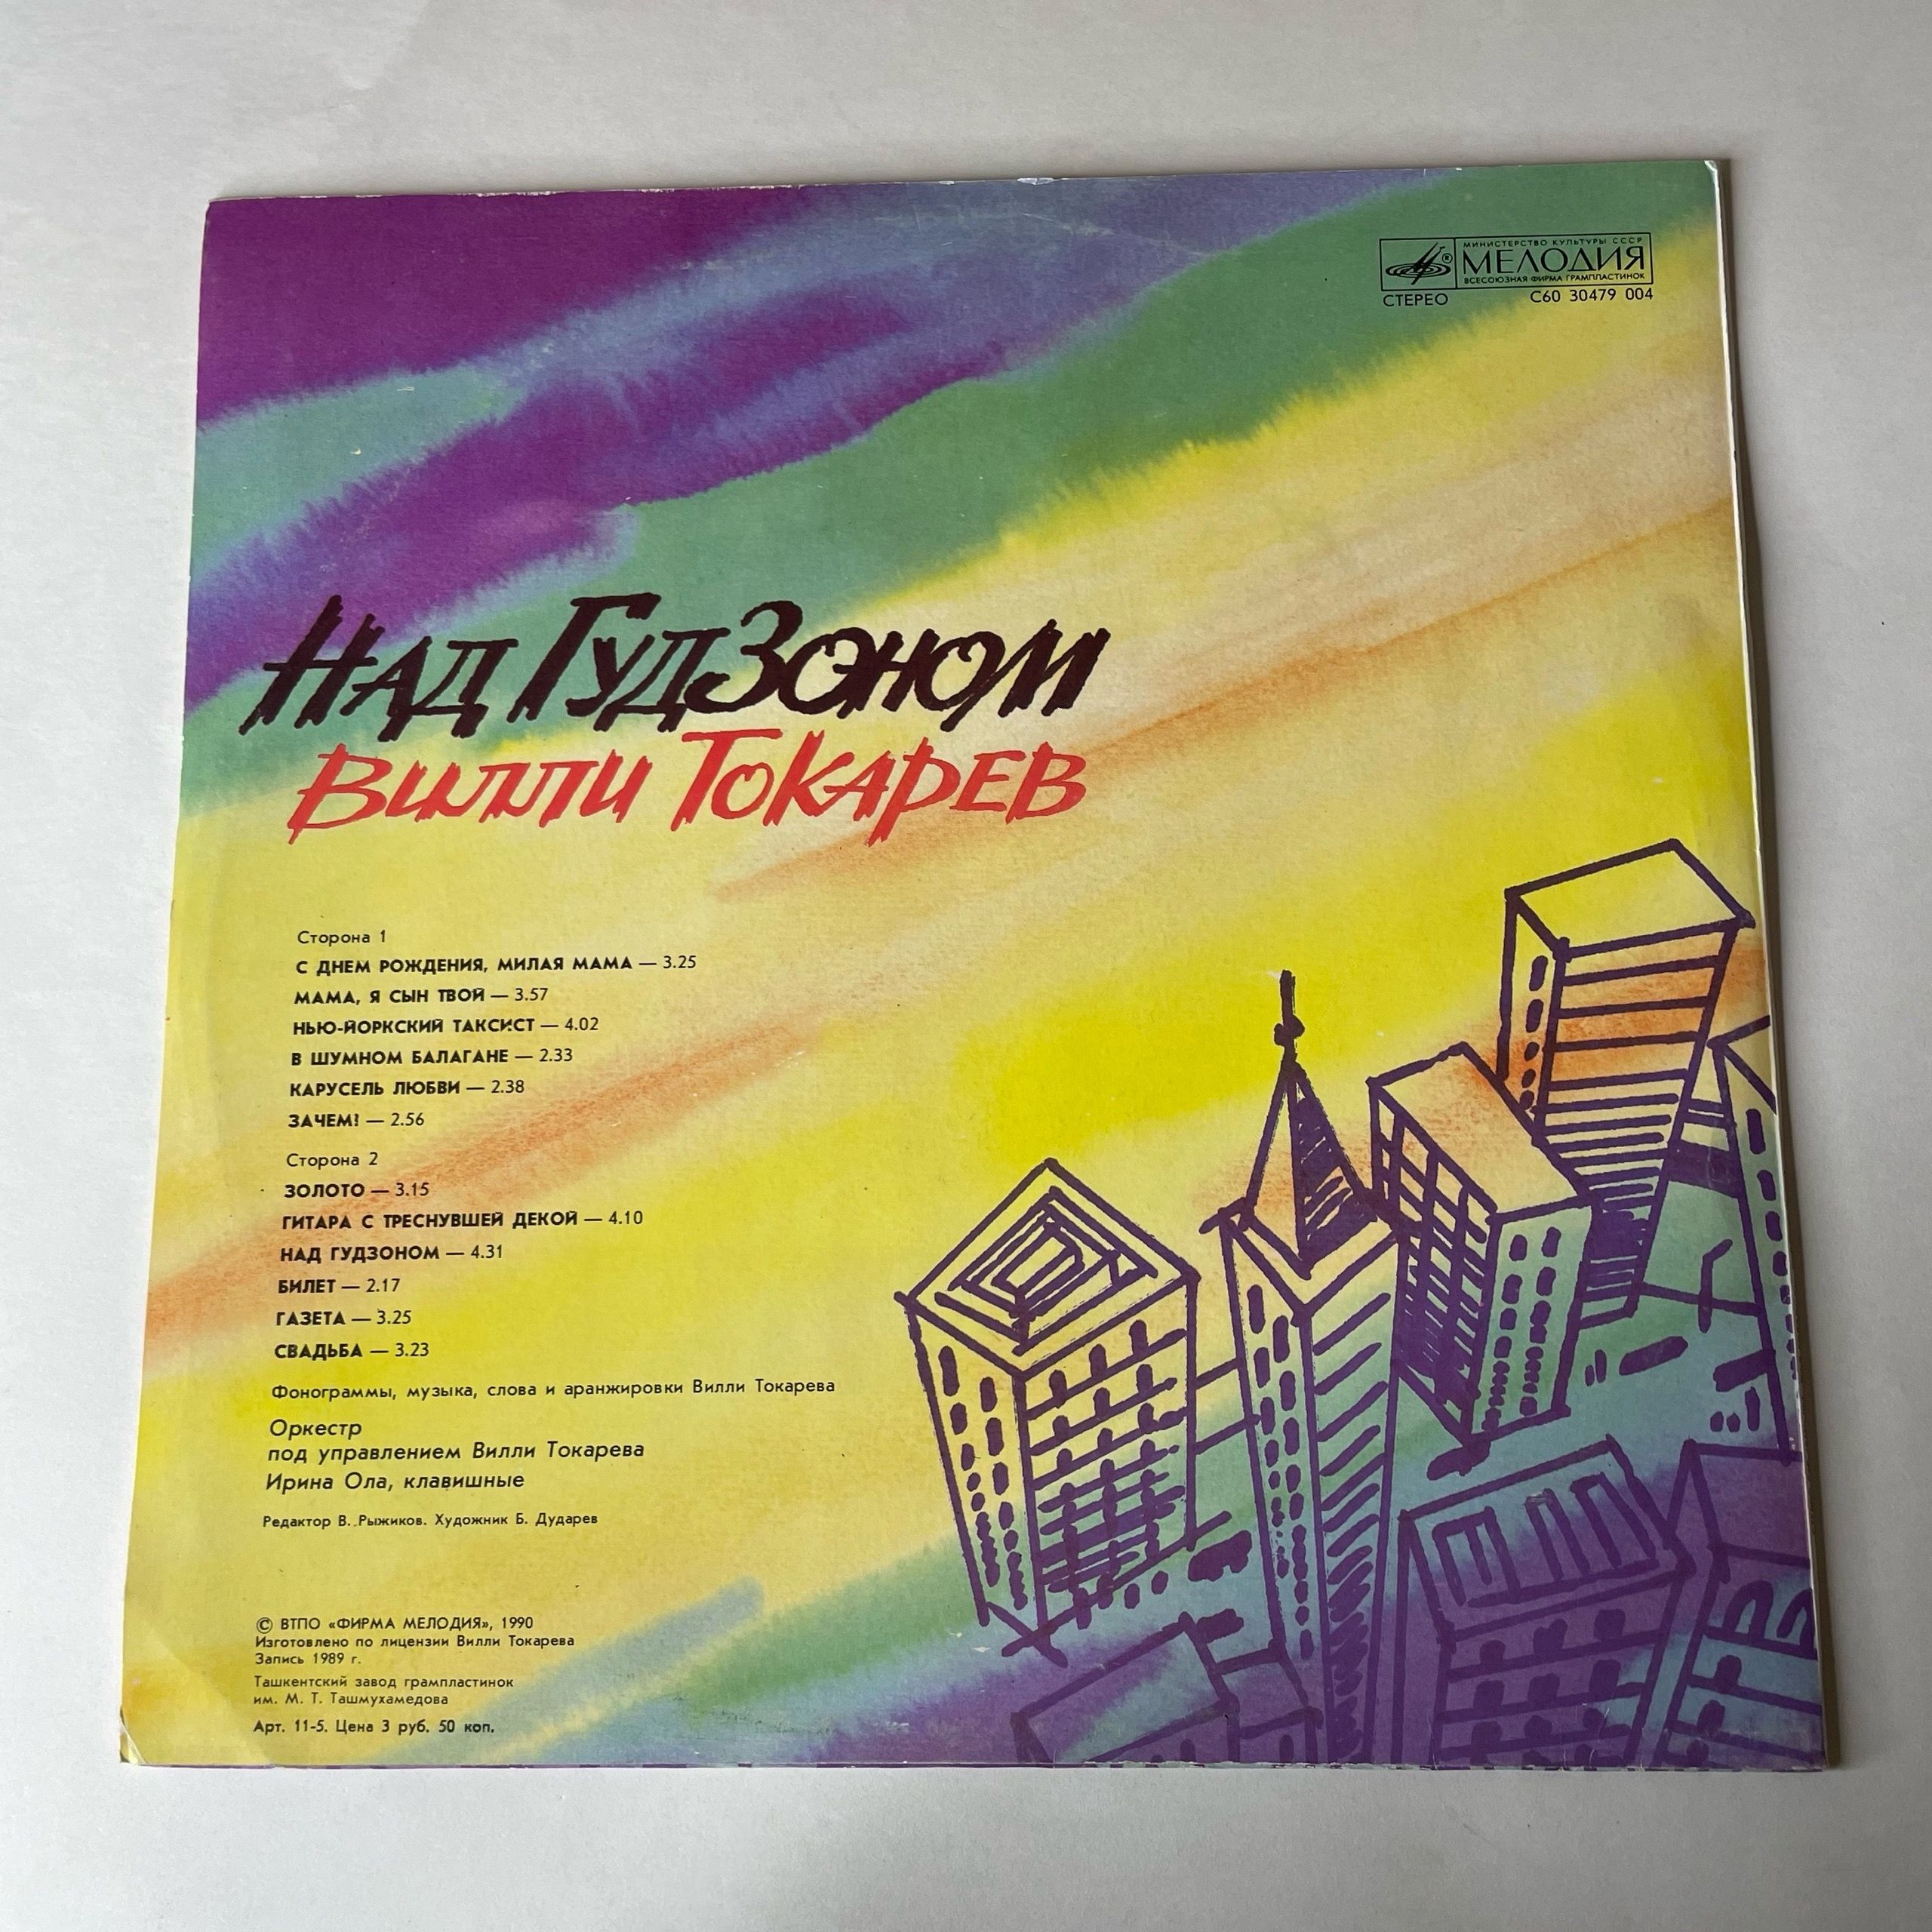 МИНИСТЕРСТВО КУЛЬТУРЫ СССР
МЕЛОДИЯ
ВСЕСОЮЗНАЯ ФИРМА ГРАМПЛАСТИНОК
СТЕРЕО С60 30479 004
НАД ГУДЗОНОМ
ВИЛЛИ ТОКАРЕВ
Сторона 1
С ДНЕМ РОЖДЕНИЯ, МИЛАЯ МАМА — 3.25
МАМА, Я СЫН ТВОЙ — 3.57
НЬЮ-ЙОРКСКИЙ ТАКСИСТ — 4.02
В ШУМНОМ БАЛАГАНЕ — 2.33
КАРУСЕЛЬ ЛЮБВИ — 2.38
ЗАЧЕМ? — 2.56
Сторона 2
ЗОЛОТО — 3.15
ГИТАРА С ТРЕСНУВШЕЙ ДЕКОЙ — 4.10
НАД ГУДЗОНОМ — 4.31
БИЛЕТ — 2.17
ГАЗЕТА — 3.25
СВАДЬБА — 3.23
Фонограммы, музыка, слова и аранжировки Вилли Токарева
Оркестр
под управлением Вилли Токарева
Ирина Ола, клавишные
Редактор В. Рыжиков. Художник Б. Дударев
© ВТПО «ФИРМА МЕЛОДИЯ», 1990
Изготовлено по лицензии Вилли Токарева
Запись 1989 г.
Ташкентский завод грампластинок
им. М. Т. Ташмухамедова
Арт. 11-5. Цена 3 руб. 50 коп.